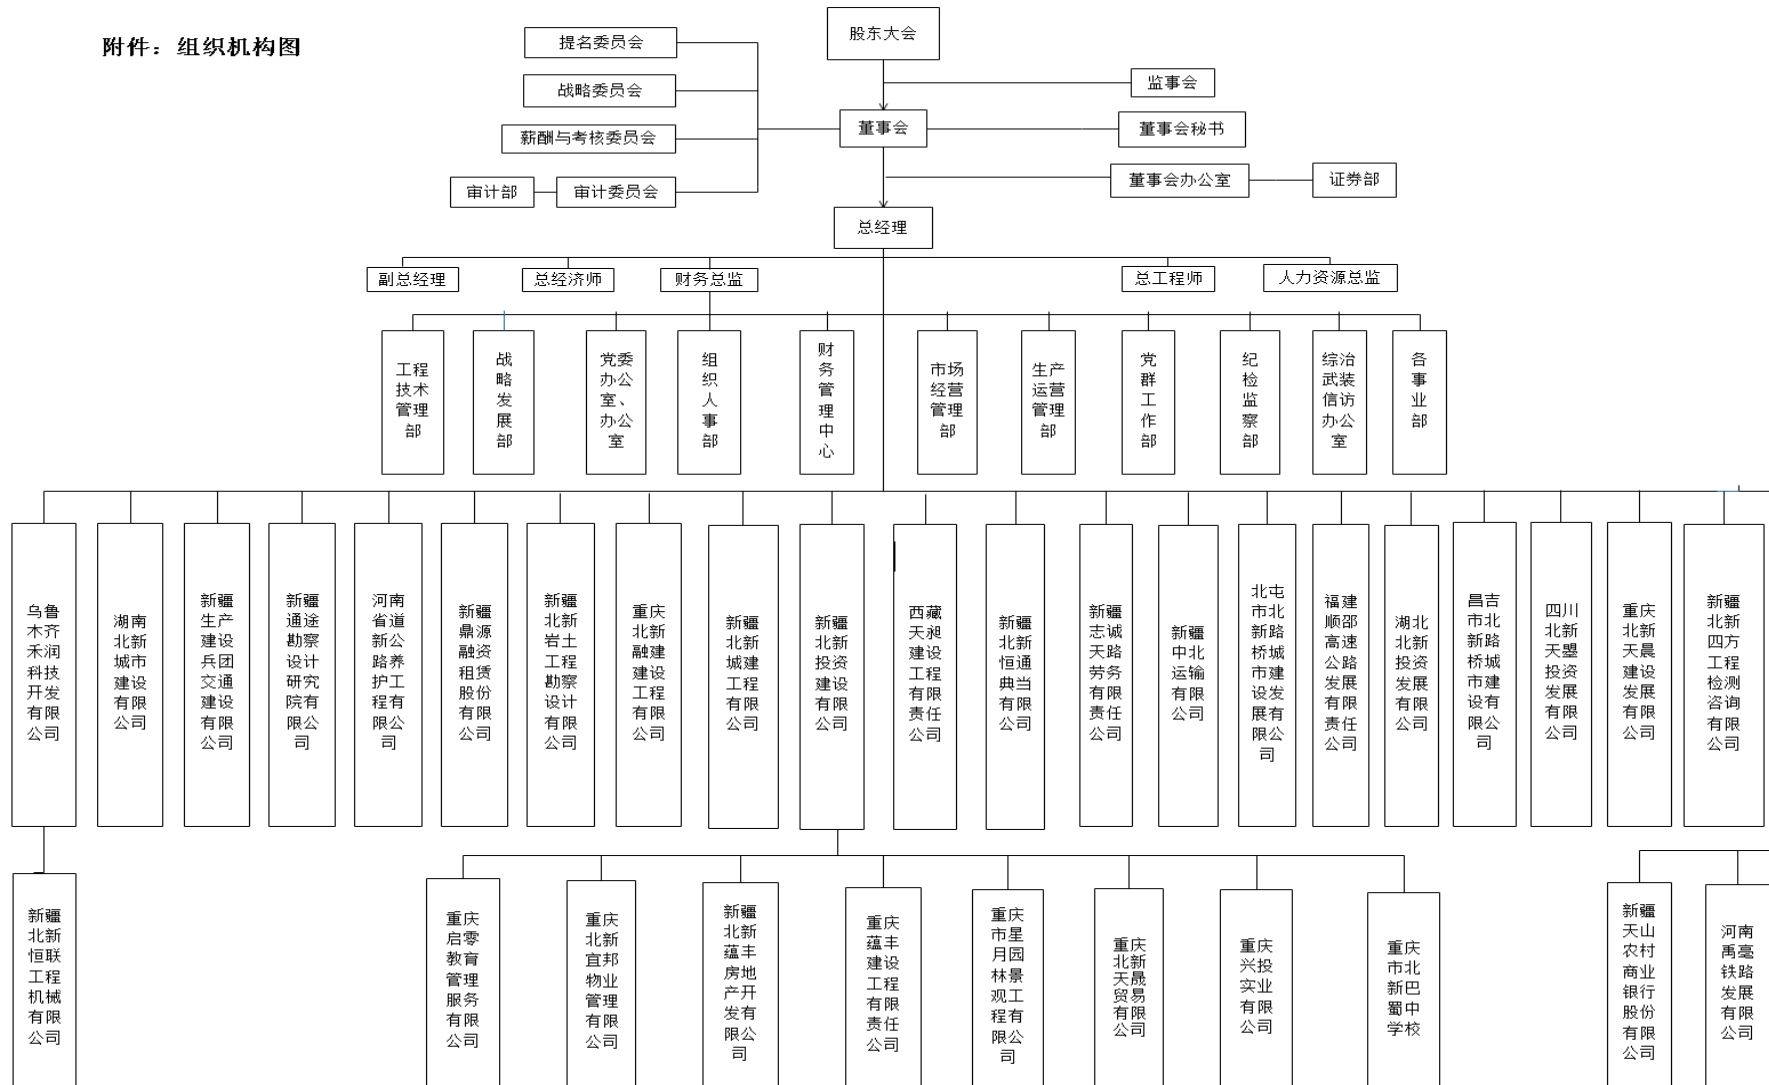 附件：组织机构图
股东大会
提名委员会
战略委员会
监事会
薪酬与考核委员会
董事会
董事会秘书
审计部
审计委员会
董事会办公室
证券部
总经理
副总经理
总经济师
财务总监
总工程师
人力资源总监
工程
技术
管理
部
战
略
发
展
部
党委
办公
室、
办公
室
组
织
人
事
部
财
务
管
理
中
心
市场
经营
管理
部
生产
运营
管理
部
党
群
工
作
部
纪
检
监
察
部
综治
武装
信访
办公
室
各
事
业
部
乌鲁
木齐
禾润
科技
开发
有限
公司
湖南
北新
城市
建设
有限
公司
新疆
生产
建设
兵团
交通
建设
有限
公司
新疆
通途
勘察
设计
研究
院有
限公
司
河南
省道
新公
路养
护工
程有
限公
司
新疆
鼎源
融资
租赁
股份
有限
公司
新疆
北新
岩土
工程
勘察
设计
有限
公司
重庆
北新
融建
建设
工程
有限
公司
新疆
北新
城建
工程
有限
公司
新疆
北新
投资
建设
有限
公司
西藏
天昶
建设
工程
有限
责任
公司
新疆
北新
恒通
典当
有限
公司
新疆
志诚
天路
劳务
有限
责任
公司
新疆
中北
运输
有限
公司
北屯
市北
新路
桥城
市建
设发
展有
限公
司
福建
顺邵
高速
公路
发展
有限
责任
公司
湖北
北新
投资
发展
有限
公司
昌吉
市北
新路
桥城
市建
设有
限公
司
四川
北新
天曌
投资
发展
有限
公司
重庆
北新
天晨
建设
发展
有限
公司
新疆
北新
四方
工程
检测
咨询
有限
公司
新疆
北新
恒联
工程
机械
有限
公司
重庆
启零
教育
管理
服务
有限
公司
重庆
北新
宜邦
物业
管理
有限
公司
新疆
北新
蕴丰
房地
产开
发有
限公
司
重庆
蕴丰
建设
工程
有限
责任
公司
重庆
市星
月园
林景
观工
程有
限公
司
重庆
北新
天晟
贸易
有限
公司
重庆
兴投
实业
有限
公司
重庆
市北
新巴
蜀中
学校
新疆
天山
农村
商业
银行
股份
有限
公司
河南
禹亳
铁路
发展
有限
公司